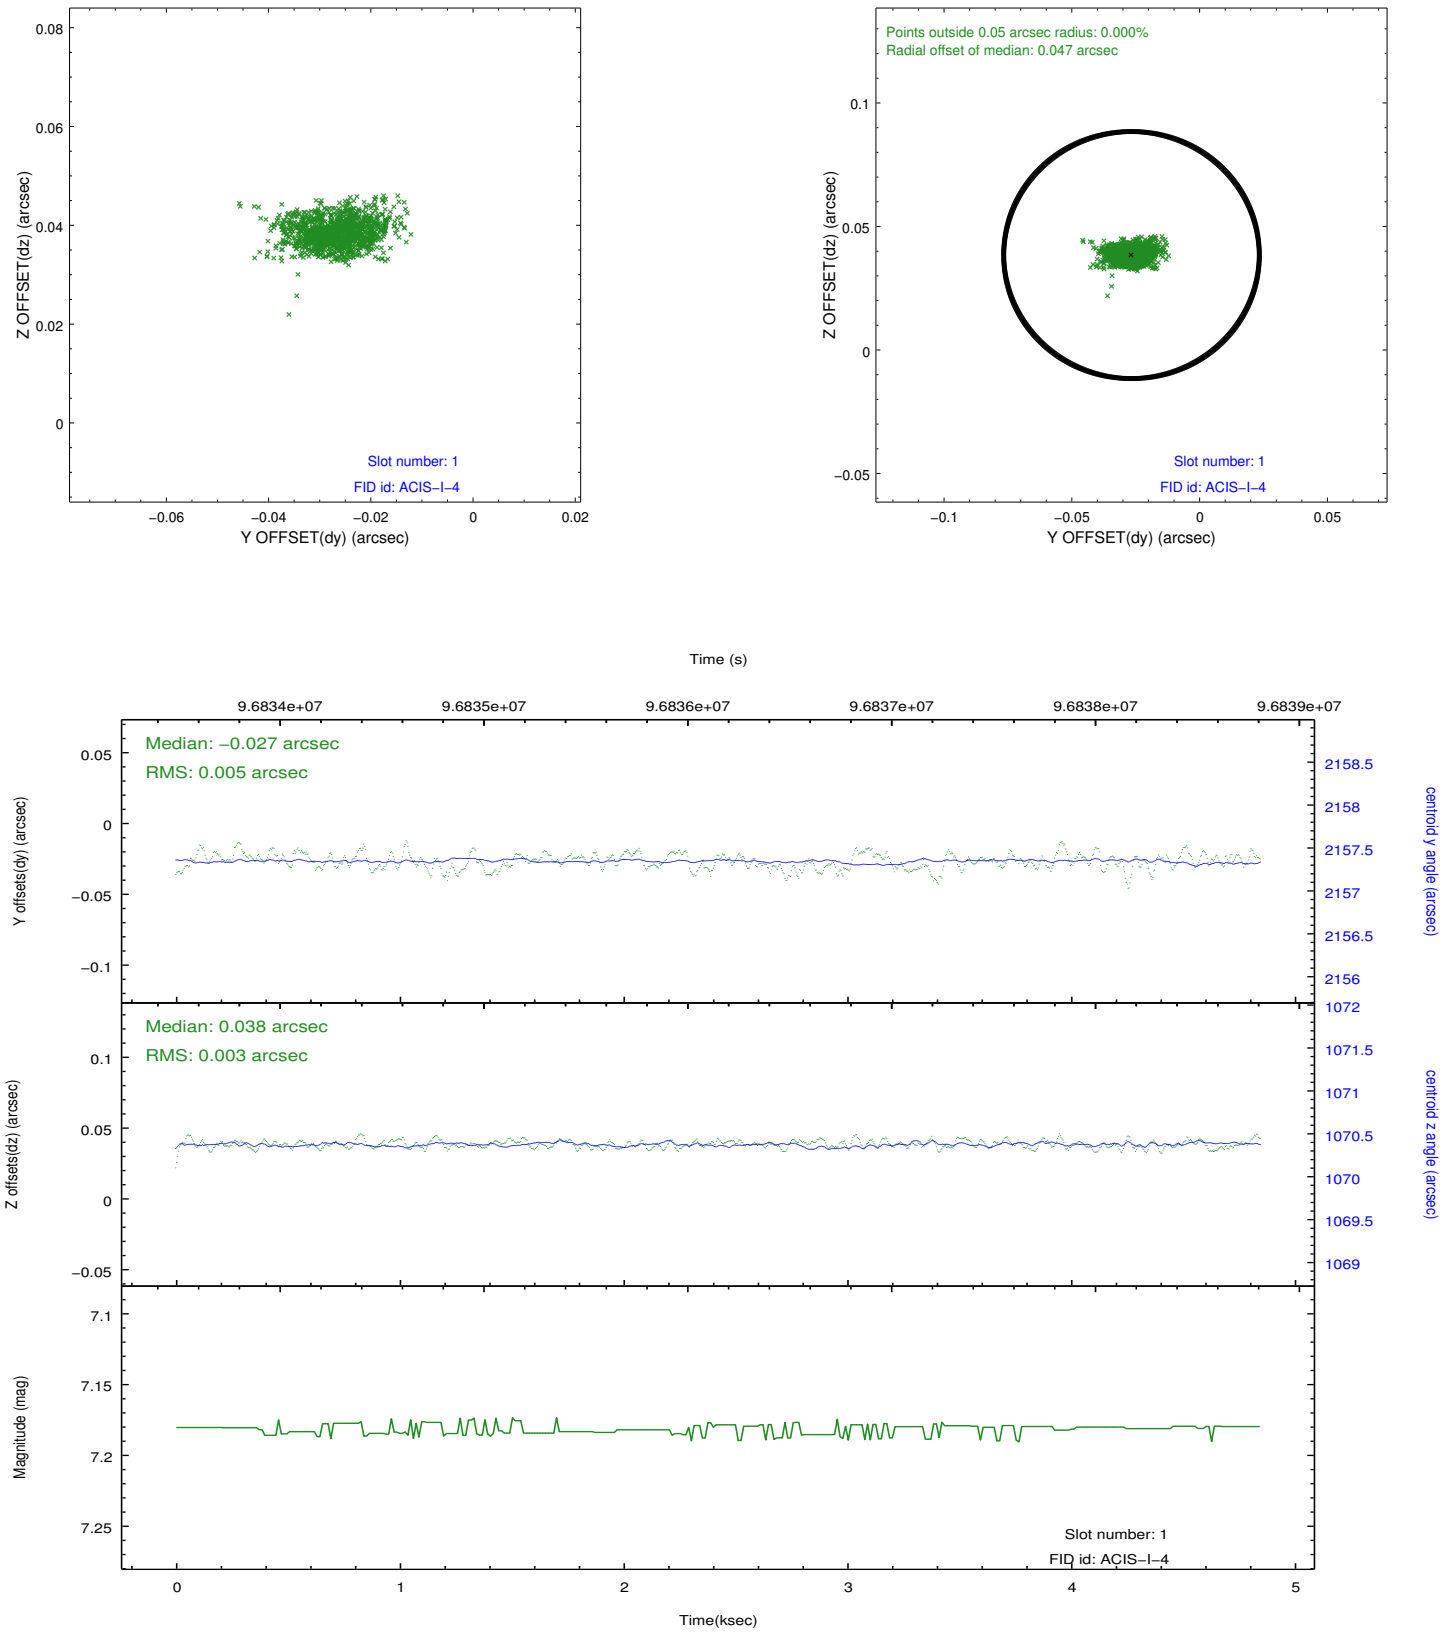 0.08
0.06
0.04
0.02
0
Z OFFSET(dz) (arcsec)
Slot number: 1
FID id: ACIS−I−4
−0.06
−0.04
−0.02
0
0.02
Y OFFSET(dy) (arcsec)
Points outside 0.05 arcsec radius: 0.000%
Radial offset of median: 0.047 arcsec
0.1
0.05
0
−0.05
Z OFFSET(dz) (arcsec)
Slot number: 1
FID id: ACIS−I−4
−0.1
−0.05
0
0.05
Y OFFSET(dy) (arcsec)
Time (s)
9.6834e+07
9.6835e+07
9.6836e+07
9.6837e+07
9.6838e+07
9.6839e+07
Median: −0.027 arcsec
RMS: 0.005 arcsec
0.05
0
−0.05
−0.1
Y offsets(dy) (arcsec)
2158.5
2158
2157.5
2157
2156.5
2156
centroid y angle (arcsec)
Median: 0.038 arcsec
RMS: 0.003 arcsec
0.1
0.05
0
−0.05
Z offsets(dz) (arcsec)
1072
1071.5
1071
1070.5
1070
1069.5
1069
centroid z angle (arcsec)
7.1
7.15
7.2
7.25
Magnitude (mag)
Slot number: 1
FID id: ACIS−I−4
0
1
2
3
4
5
Time(ksec)